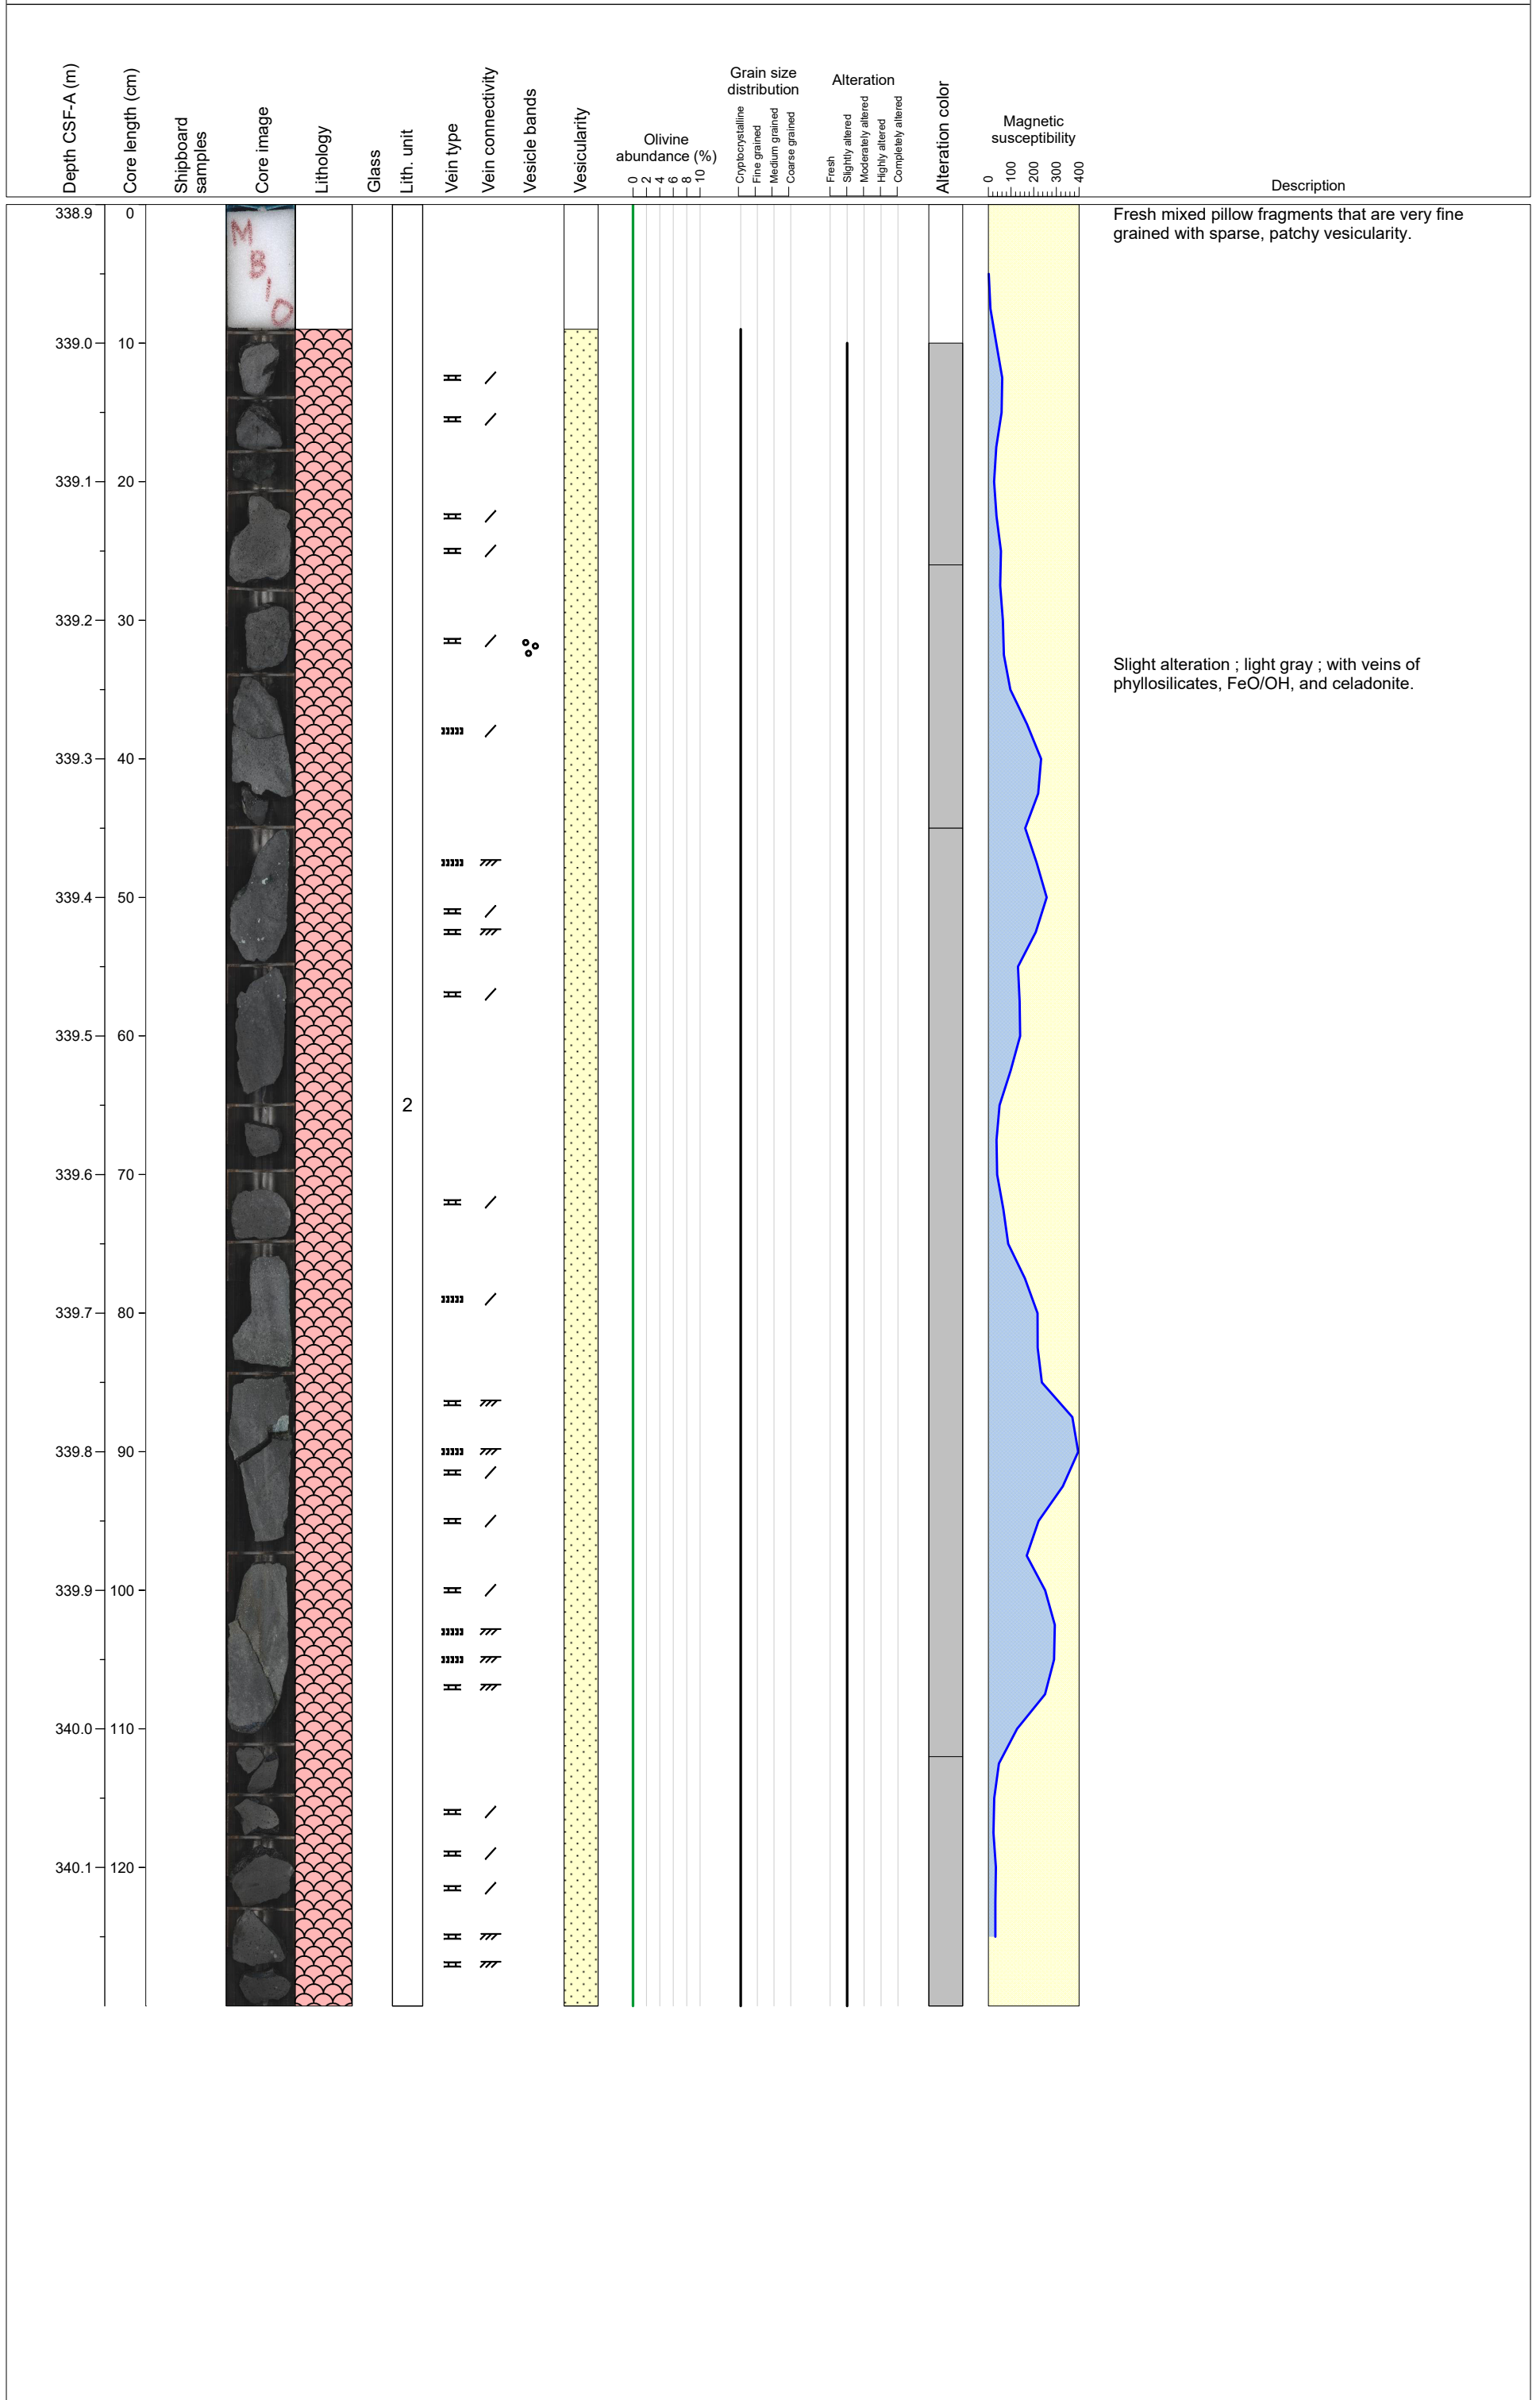 Depth CSF-A (m)
Core length (cm)
Shipboard
samples
Core image
Lithology
Glass
Lith. unit
Vein type
Vein connectivity
Vesicle bands
Vesicularity
Olivine
abundance (%)
0 2 4 6 8 10
Grain size
distribution
Cryptocrystalline
Fine grained
Medium grained
Coarse grained
Alteration
Fresh
Slightly altered
Moderately altered
Highly altered
Completely altered
Alteration color
Magnetic
susceptibility
0 100 200 300 400
Description
338.9 0
M
B
I
O
Fresh mixed pillow fragments that are very fine
grained with sparse, patchy vesicularity.
339.0 10
339.1 20
339.2 30
Slight alteration ; light gray ; with veins of
phyllosilicates, FeO/OH, and celadonite.
339.3 40
339.4 50
339.5 60
2
339.6 70
339.7 80
339.8 90
339.9 100
340.0 110
340.1 120